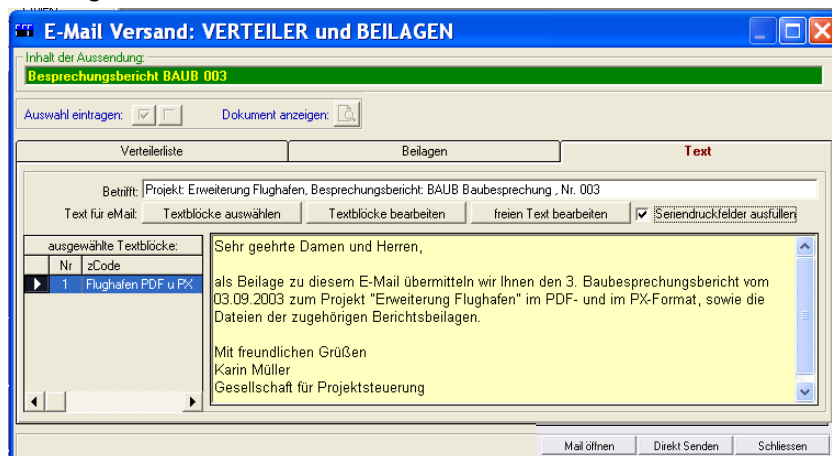 E-Mail Versand: VERTEILER und BEILAGEN
Inhalt der Aussendung:
Besprechungsbericht BAUB 003
Auswahl eintragen: Dokument anzeigen:
Verteilerliste Beilagen Text
Betrifft: Projekt: Erweiterung Flughafen, Besprechungsbericht: BAUB Baubesprechung , Nr. 003
Text für eMail: Textblöcke auswählen Textblöcke bearbeiten freien Text bearbeiten Seriendruckfelder ausfüllen
ausgewählte Textblöcke:
Nr zCode
1 Flughafen PDF u PX
Sehr geehrte Damen und Herren,
als Beilage zu diesem E-Mail übermitteln wir Ihnen den 3. Baubesprechungsbericht vom
03.09.2003 zum Projekt "Erweiterung Flughafen" im PDF- und im PX-Format, sowie die
Dateien der zugehörigen Berichtsbeilagen.
Mit freundlichen Grüßen
Karin Müller
Gesellschaft für Projektsteuerung
Mail öffnen Direkt Senden Schliessen